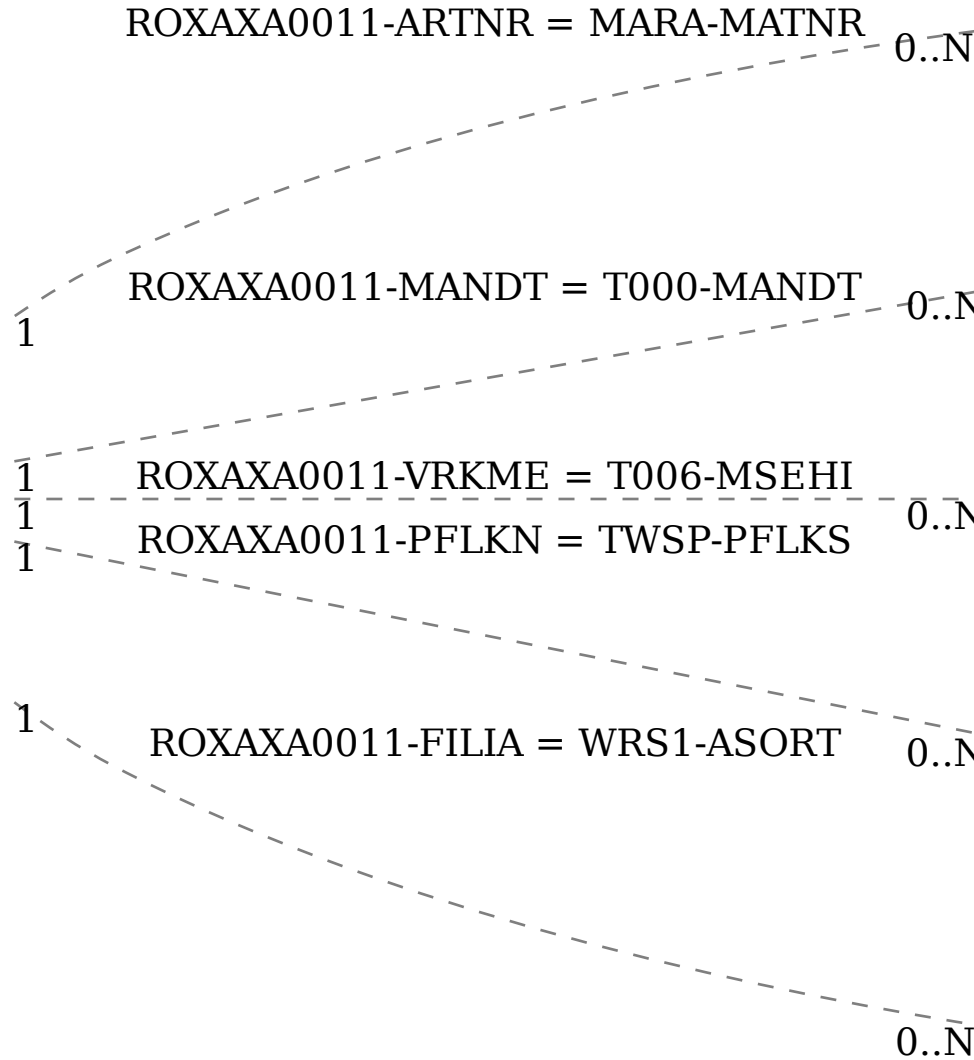 ROXAXA0011-ARTNR = MARA-MATNR
0..N
ROXAXA0011-MANDT = T000-MANDT
0..N
1
1
ROXAXA0011-VRKME = T006-MSEHI
1
0..N
ROXAXA0011-PFLKN = TWSP-PFLKS
1
1
ROXAXA0011-FILIA = WRS1-ASORT
0..N
0..N